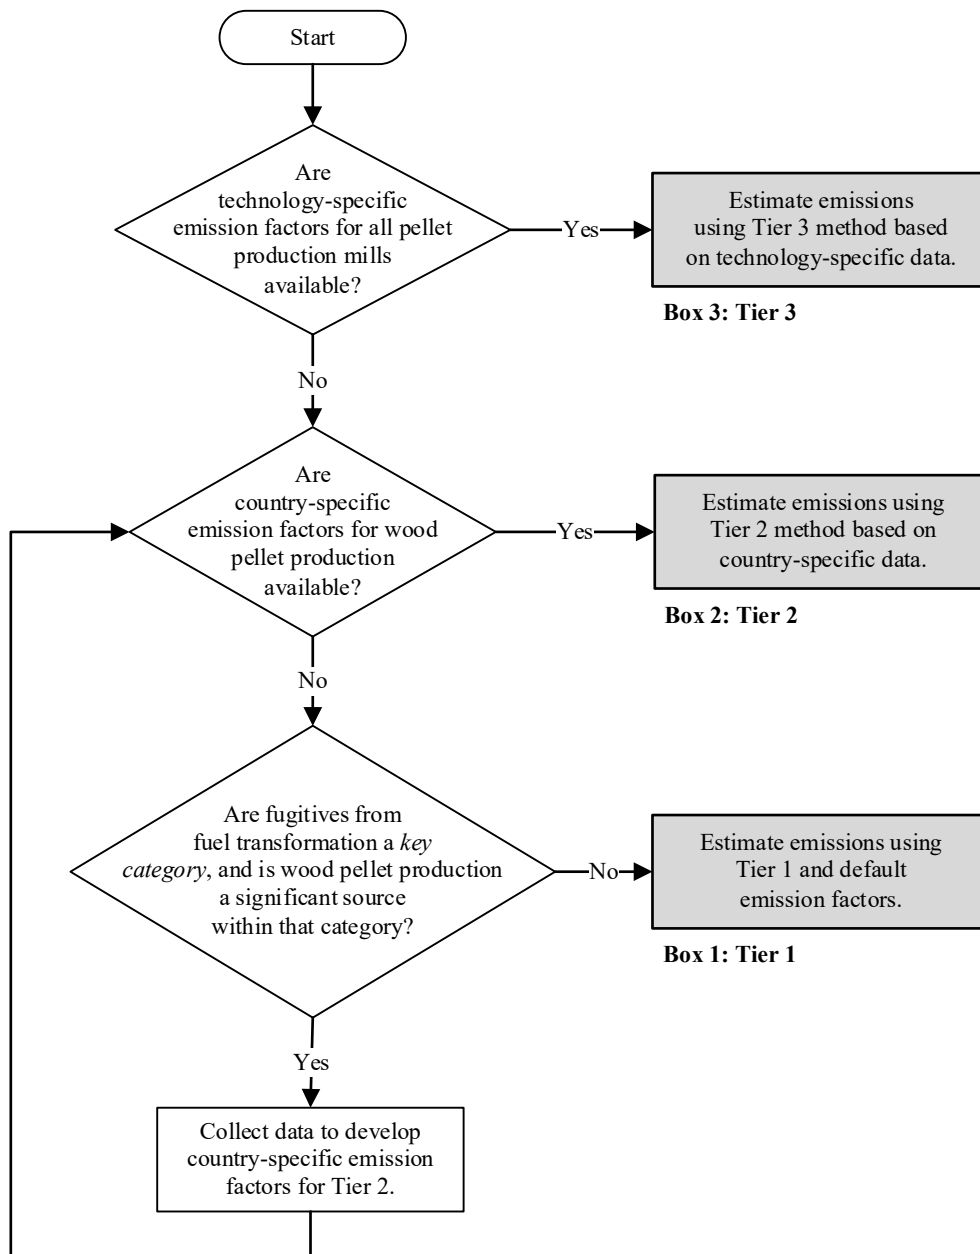 Start
Are
technology-specific
emission factors for all pellet
production mills
available?
Yes
Estimate emissions
using Tier 3 method based
on technology-specific data.
Box 3: Tier 3
No
Are
country-specific
emission factors for wood
pellet production
available?
Yes
Estimate emissions using
Tier 2 method based on
country-specific data.
Box 2: Tier 2
No
Are fugitives from
fuel transformation a key
category, and is wood pellet production
a significant source
within that category?
No
Estimate emissions using
Tier 1 and default
emission factors.
Box 1: Tier 1
Yes
Collect data to develop
country-specific emission
factors for Tier 2.